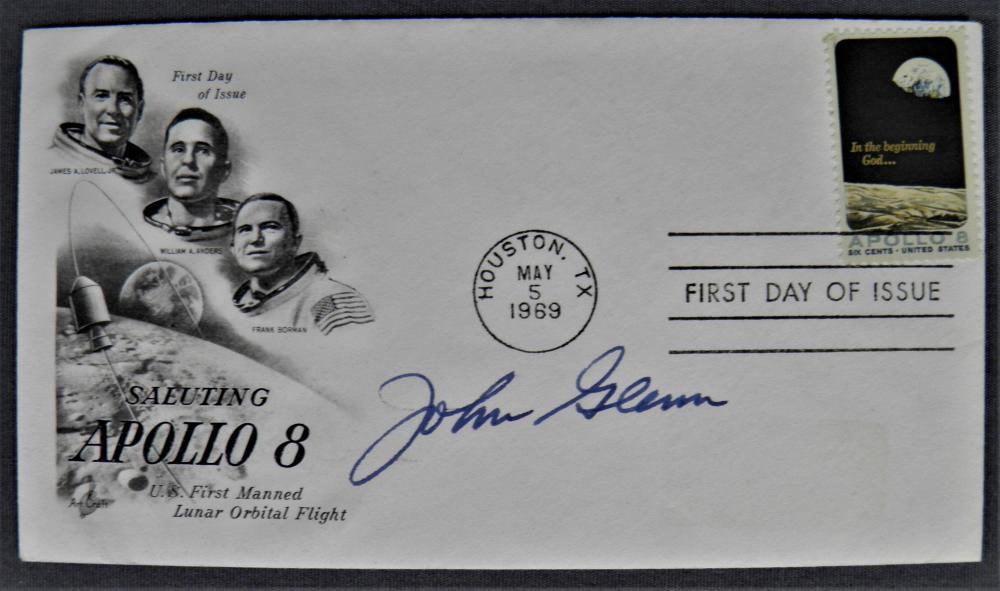 First Day
of Issue
JAMES A. LOVELL, JR.
WILLIAM A. ANDERS
FRANK BORMAN
SALUTING
APOLLO 8
U.S. First Manned
Lunar Orbital Flight
Art Craft
HOUSTON, TX
MAY
5
1969
John Glenn
In the beginning
God...
APOLLO 8
SIX CENTS · UNITED STATES
FIRST DAY OF ISSUE